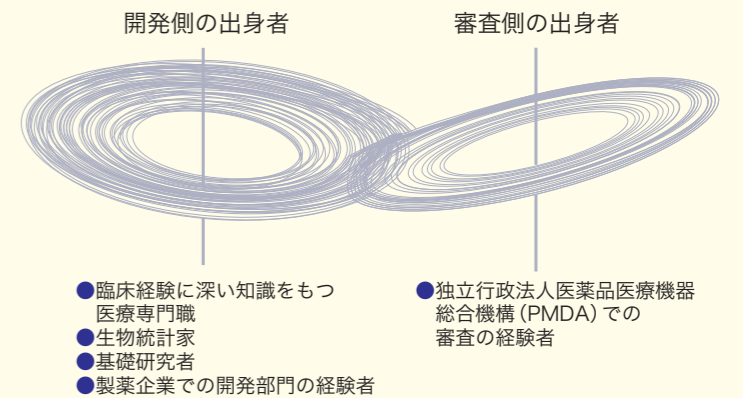 開発側の出身者
審査側の出身者
●臨床経験に深い知識をもつ
医療専門職
●生物統計家
●基礎研究者
●製薬企業での開発部門の経験者
●独立行政法人医薬品医療機器
総合機構（PMDA）での
審査の経験者